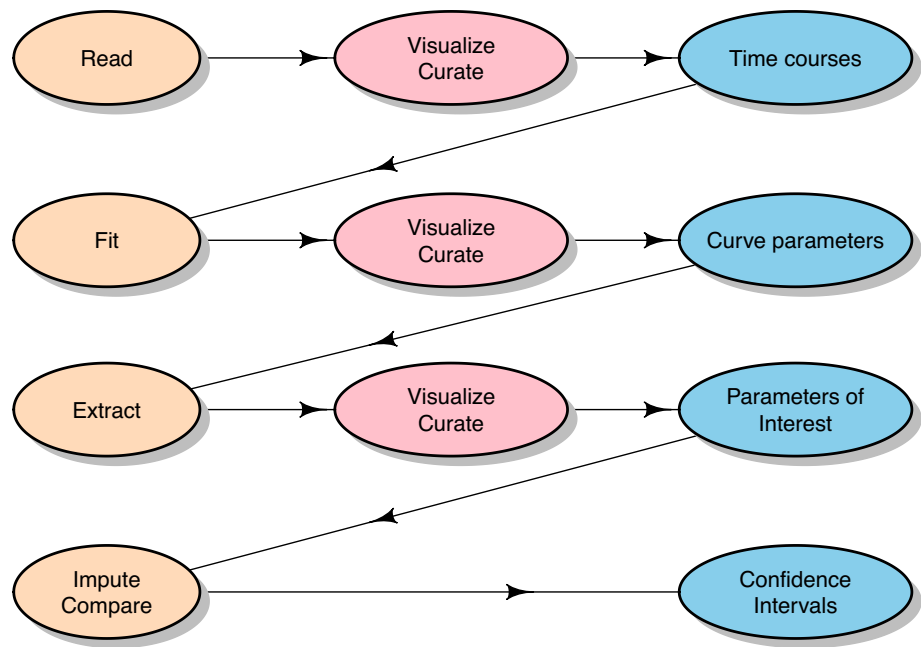 Read
Visualize
Curate
Time courses
Fit
Visualize
Curate
Curve parameters
Extract
Visualize
Curate
Parameters of
Interest
Impute
Compare
Confidence
Intervals